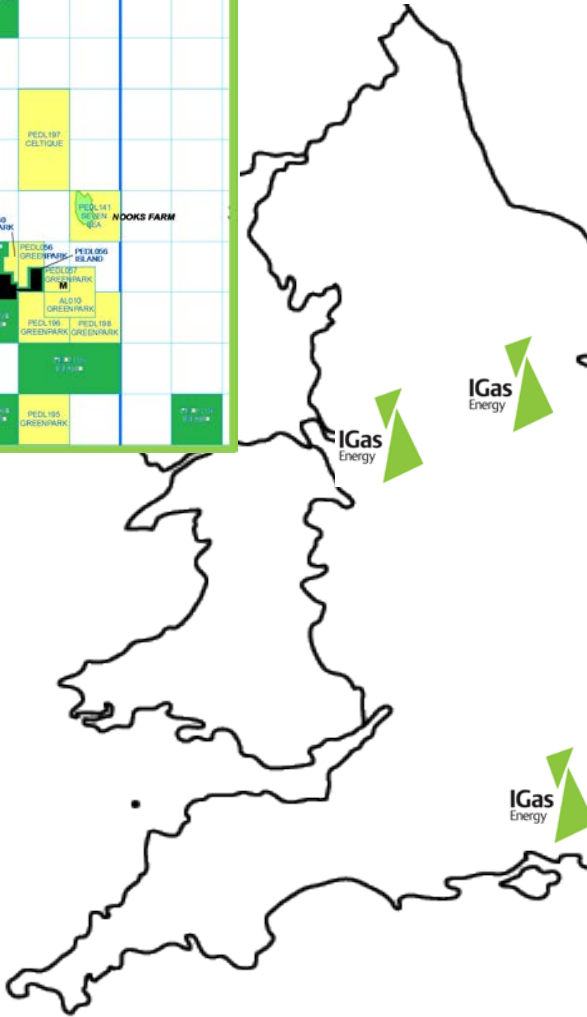 PEDL197
CELTIQUE
PEDL141
SEVEN
NOOKS FARM
ARK
PEDL056
GREENPARK
PEDL056
ISLAND
PEDL057
GREENPARK
M
AL010
GREENPARK
PEDL196
GREENPARK
PEDL198
GREENPARK
PEDL195
GREENPARK
IGas
Energy
IGas
Energy
IGas
Energy